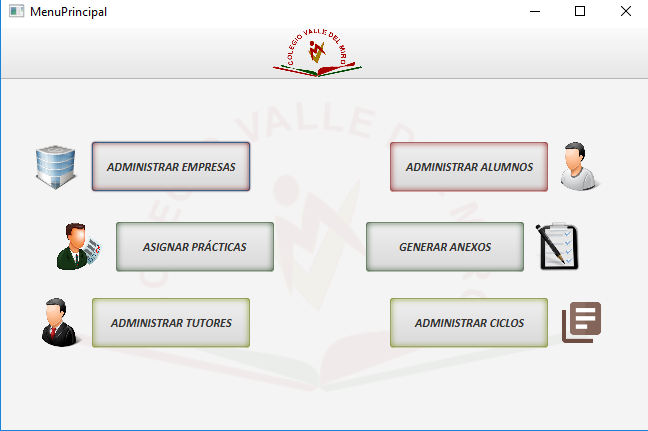 MenuPrincipal
COLEGIO VALLE DEL MIRO
ADMINISTRAR EMPRESAS
ADMINISTRAR ALUMNOS
ASIGNAR PRÁCTICAS
GENERAR ANEXOS
ADMINISTRAR TUTORES
ADMINISTRAR CICLOS